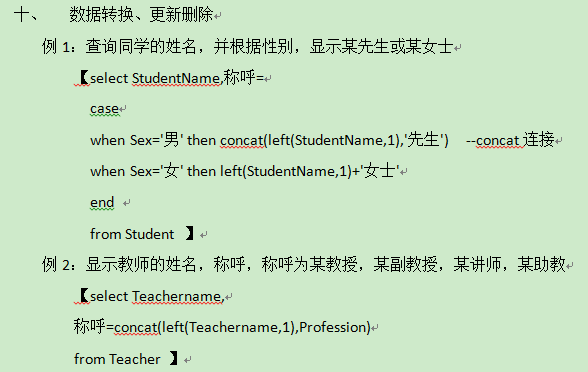 十、 数据转换、更新删除
例 1：查询同学的姓名，并根据性别，显示某先生或某女士
【select StudentName,称呼=
case
when Sex='男' then concat(left(StudentName,1),'先生') --concat 连接
when Sex='女' then left(StudentName,1)+'女士'
end
from Student 】
例 2：显示教师的姓名，称呼，称呼为某教授，某副教授，某讲师，某助教
【select Teachername,
称呼=concat(left(Teachername,1),Profession)
from Teacher 】